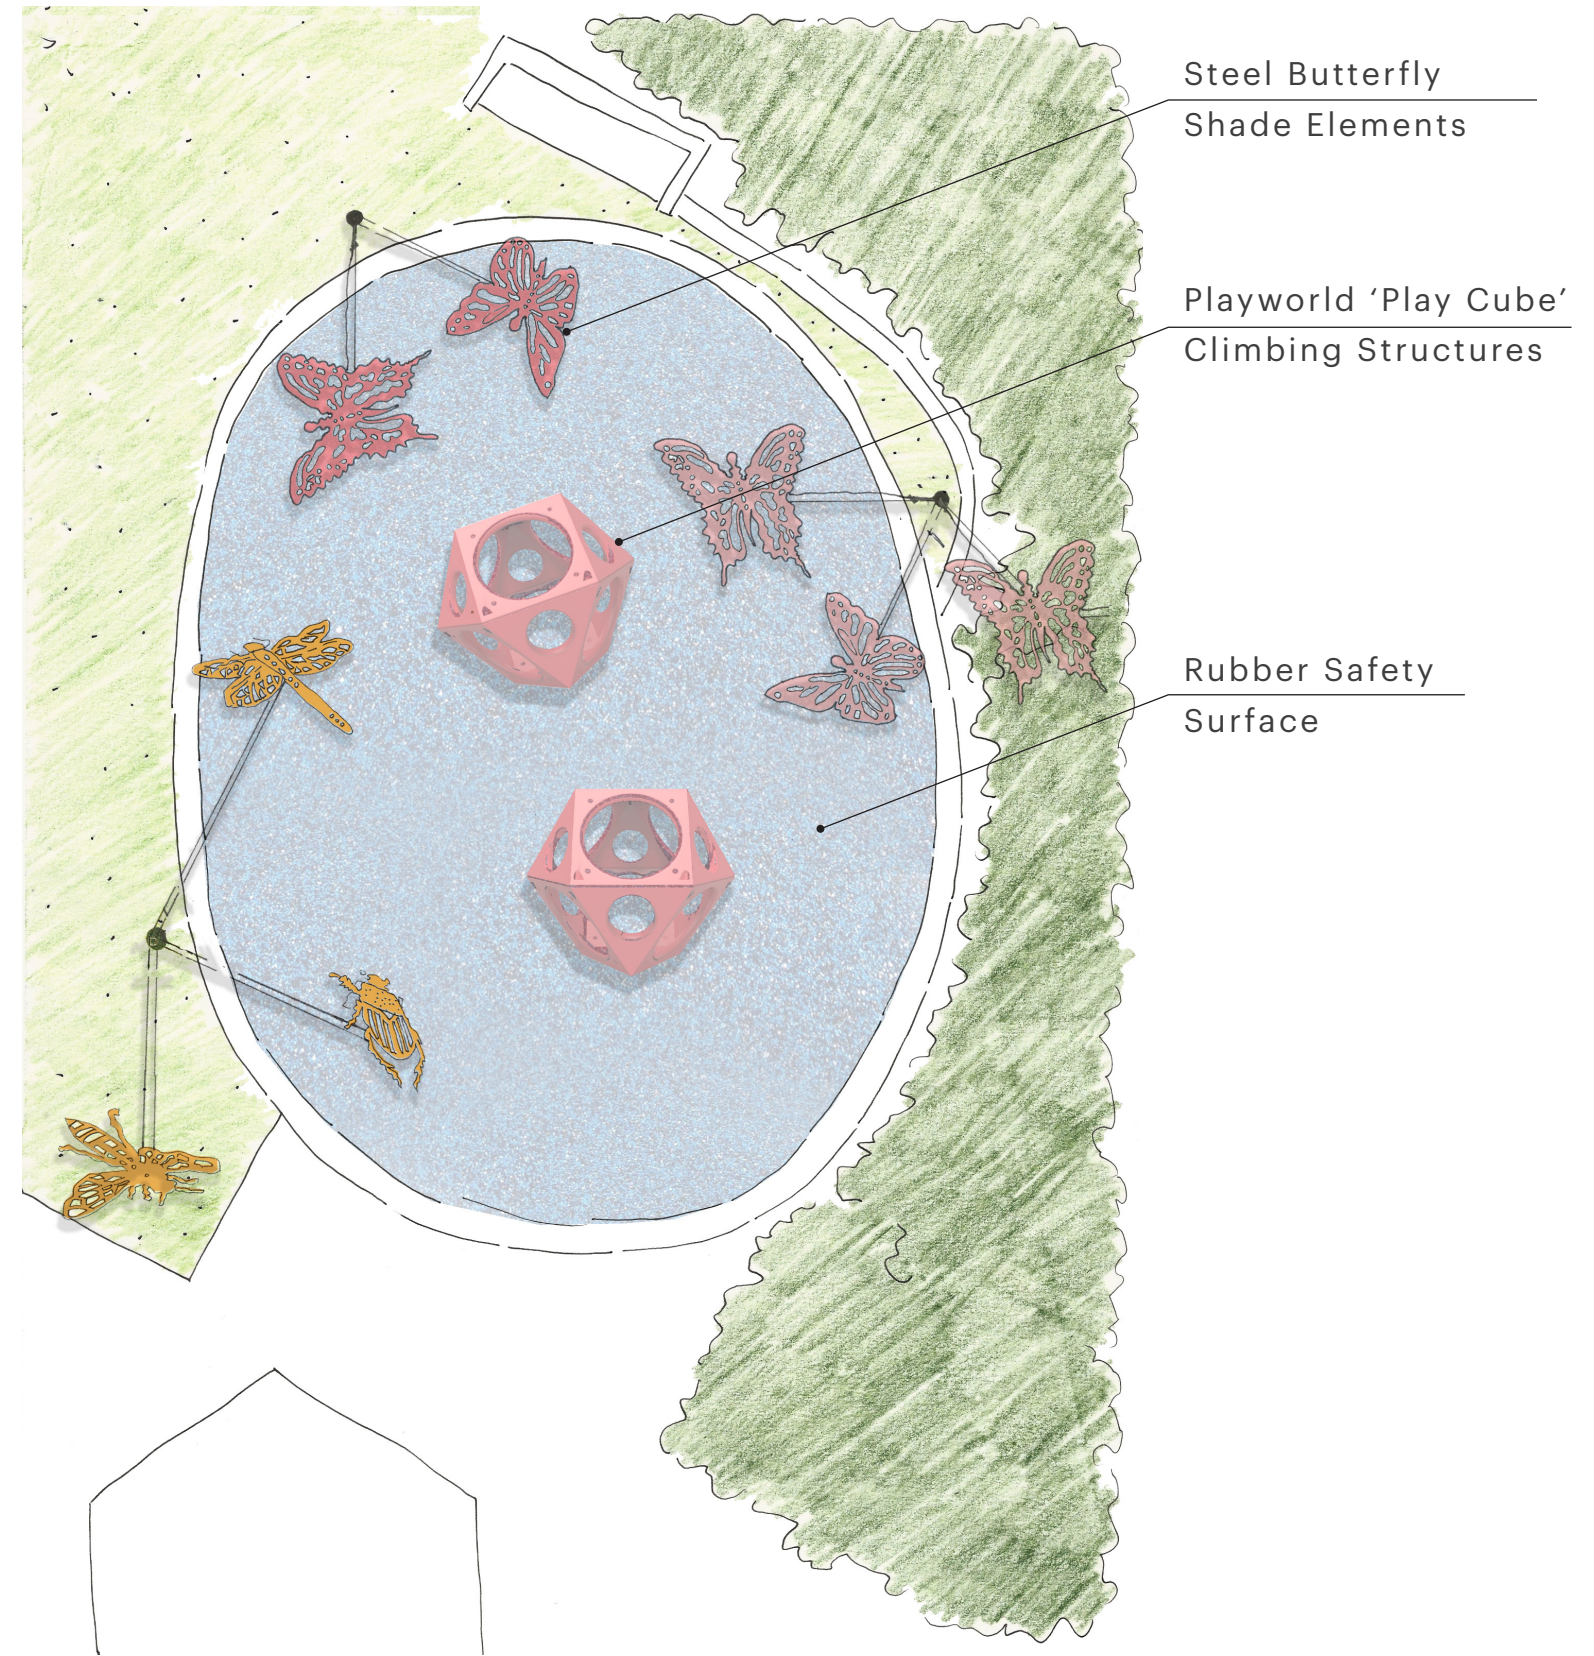 Steel Butterfly
Shade Elements
Playworld ‘Play Cube’
Climbing Structures
Rubber Safety
Surface